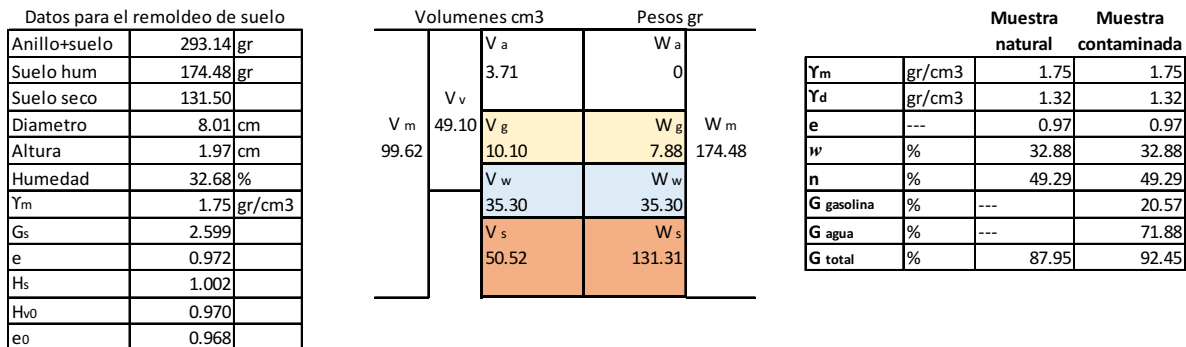 Datos para el remoldeo de suelo
Anillo+suelo 293.14 gr
Suelo hum 174.48 gr
Suelo seco 131.50
Diametro 8.01 cm
Altura 1.97 cm
Humedad 32.68 %
ϒm 1.75 gr/cm3
Gs 2.599
e 0.972
Hs 1.002
Hv0 0.970
e0 0.968
Volumenes cm3 Pesos gr
V a W a
3.71 0
V v
V m 49.10 V g W g W m
99.62 10.10 7.88 174.48
V w W w
35.30 35.30
V s W s
50.52 131.31
Muestra natural Muestra contaminada
ϒm gr/cm3 1.75 1.75
ϒd gr/cm3 1.32 1.32
e --- 0.97 0.97
w % 32.88 32.88
n % 49.29 49.29
G gasolina % --- 20.57
G agua % --- 71.88
G total % 87.95 92.45